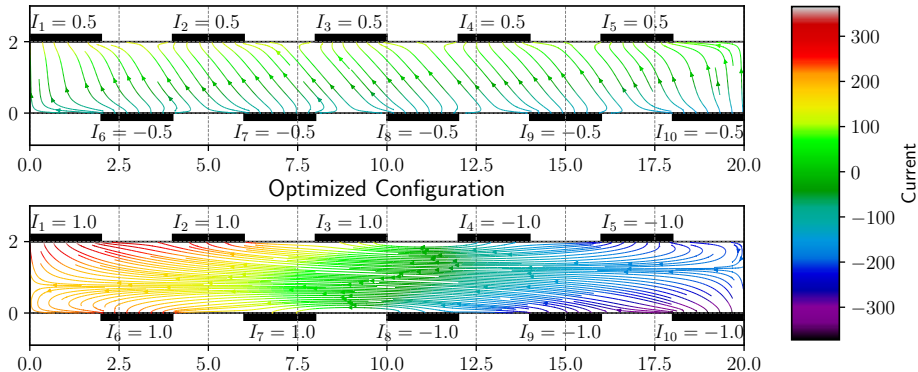 I₁ = 0.5 I₂ = 0.5 I₃ = 0.5 I₄ = 0.5 I₅ = 0.5
2
0
I₆ = −0.5 I₇ = −0.5 I₈ = −0.5 I₉ = −0.5 I₁₀ = −0.5
0.0 2.5 5.0 7.5 10.0 12.5 15.0 17.5 20.0
Optimized Configuration
I₁ = 1.0 I₂ = 1.0 I₃ = 1.0 I₄ = −1.0 I₅ = −1.0
2
0
I₆ = 1.0 I₇ = 1.0 I₈ = −1.0 I₉ = −1.0 I₁₀ = −1.0
0.0 2.5 5.0 7.5 10.0 12.5 15.0 17.5 20.0
300
200
100
0
−100
−200
−300
Current